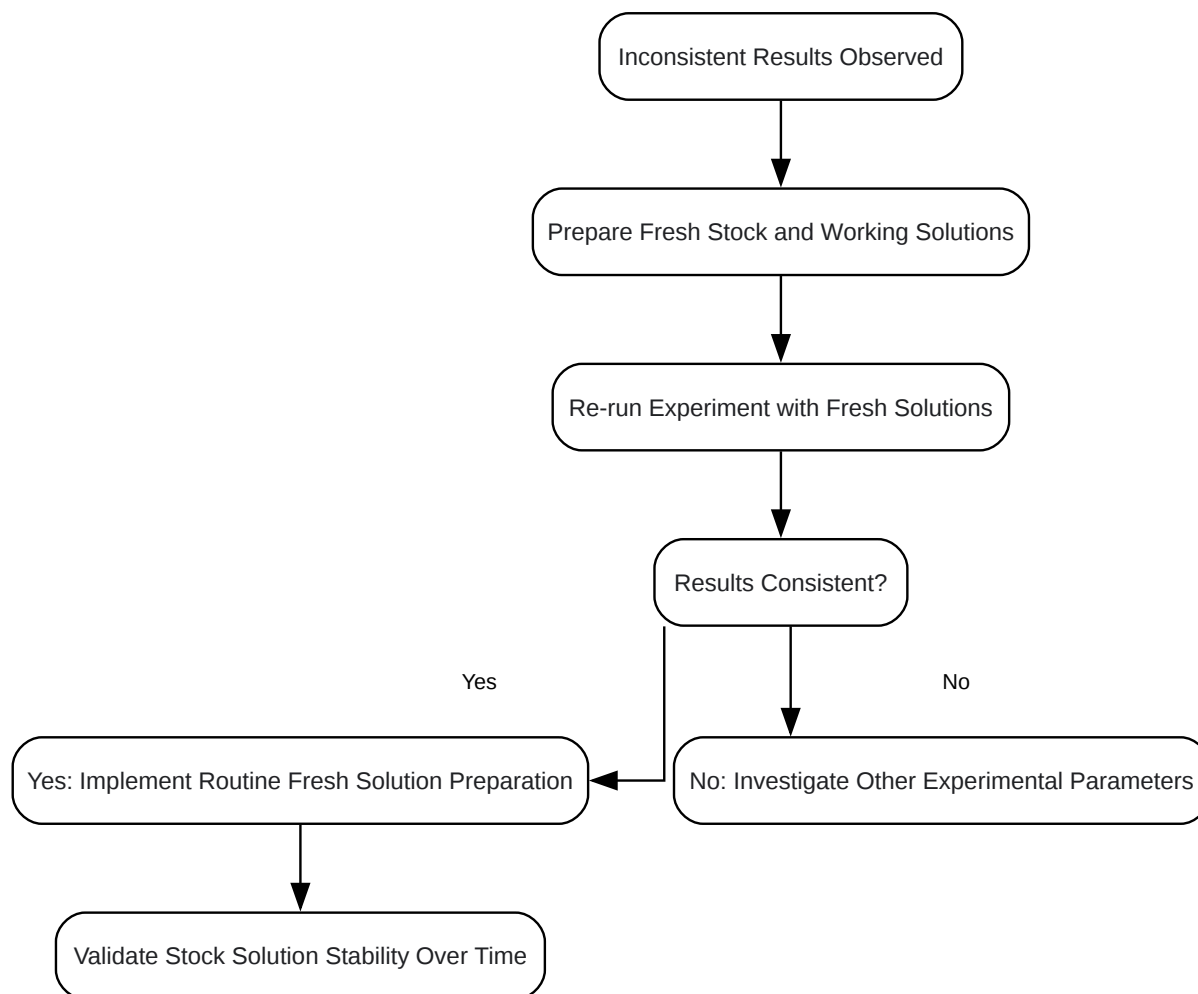 Inconsistent Results Observed
Prepare Fresh Stock and Working Solutions
Re-run Experiment with Fresh Solutions
Results Consistent?
Yes
No
Yes: Implement Routine Fresh Solution Preparation
No: Investigate Other Experimental Parameters
Validate Stock Solution Stability Over Time